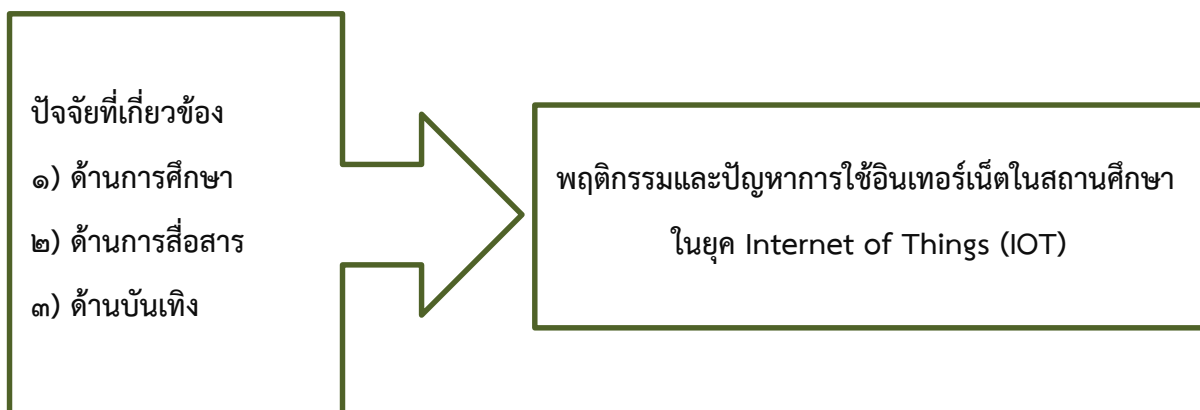 ปัจจัยที่เกี่ยวข้อง
๑) ด้านการศึกษา
๒) ด้านการสื่อสาร
๓) ด้านบันเทิง
พฤติกรรมและปัญหาการใช้อินเทอร์เน็ตในสถานศึกษา
ในยุค Internet of Things (IOT)